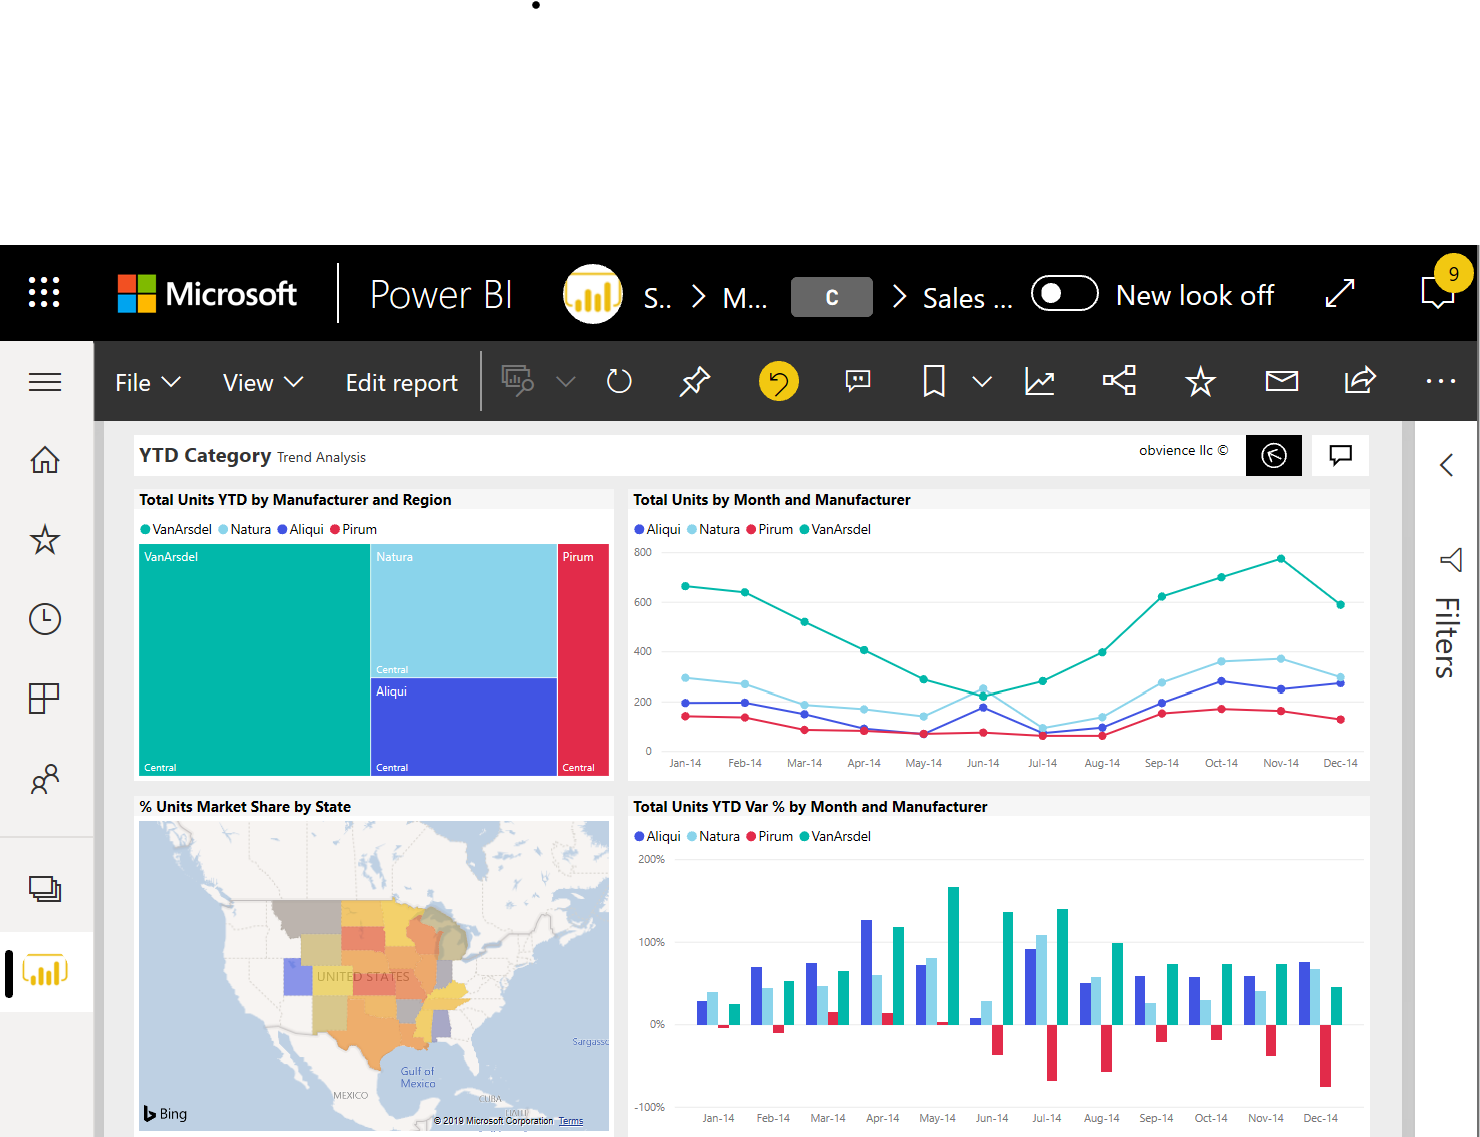 Microsoft Power BI S.. M... C Sales ... New look off 9
File View Edit report
YTD Category Trend Analysis
obvience llc ©
Filters
Total Units YTD by Manufacturer and Region
VanArsdel Natura Aliqui Pirum
VanArsdel
Natura
Pirum
Central
Aliqui
Central
Central
Central
Total Units by Month and Manufacturer
Aliqui Natura Pirum VanArsdel
800
600
400
200
0
Jan-14 Feb-14 Mar-14 Apr-14 May-14 Jun-14 Jul-14 Aug-14 Sep-14 Oct-14 Nov-14 Dec-14
% Units Market Share by State
UNITED STATES
Sargasso
Gulf of
Mexico
MEXICO
CUBA
Bing
© 2019 Microsoft Corporation Terms
Total Units YTD Var % by Month and Manufacturer
Aliqui Natura Pirum VanArsdel
200%
100%
0%
-100%
Jan-14 Feb-14 Mar-14 Apr-14 May-14 Jun-14 Jul-14 Aug-14 Sep-14 Oct-14 Nov-14 Dec-14